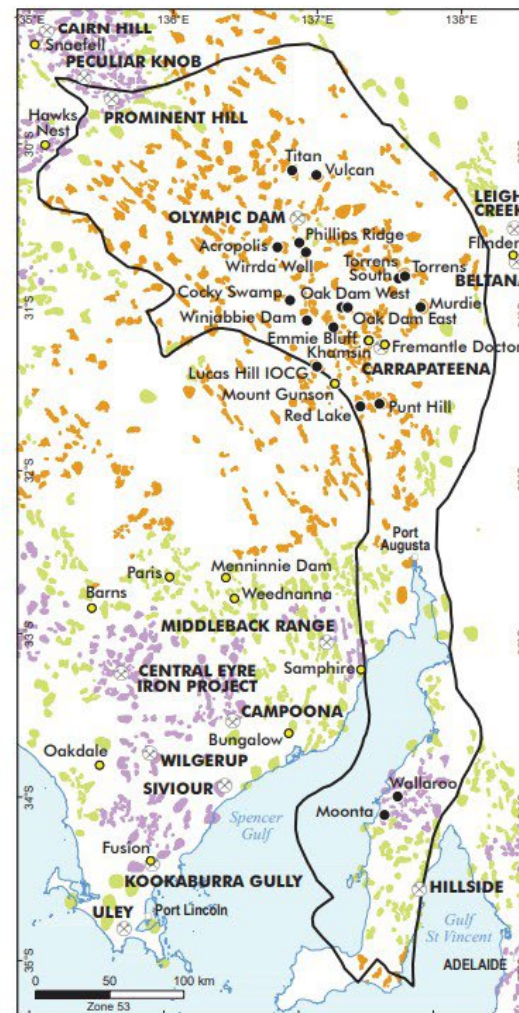 135°E
136°E
137°E
138°E
CAIRN HILL
Snaefell
PECULIAR KNOB
PROMINENT HILL
Hawks
Nest
30°S
Titan
Vulcan
OLYMPIC DAM
LEIGH
CREEK
Phillips Ridge
Acropolis
Flinders
Wirrda Well
Torrens
South
Torrens
BELTANA
Cocky Swamp
Oak Dam West
31°S
Murdie
Winjabbie Dam
Oak Dam East
Emmie Bluff
Khamsin
Fremantle Doctor
Lucas Hill IOCG
CARRAPATEENA
Mount Gunson
Red Lake
Punt Hill
32°S
Port
Augusta
Paris
Menninnie Dam
Barns
Weednanna
33°S
MIDDLEBACK RANGE
CENTRAL EYRE
IRON PROJECT
Samphire
CAMPOONA
Bungalow
Oakdale
WILGERUP
SIVIOUR
34°S
Wallaroo
Moonta
Spencer
Gulf
Fusion
KOOKABURRA GULLY
HILLSIDE
ULEY
Port Lincoln
Gulf
St Vincent
35°S
ADELAIDE
0
50
100 km
Zone 53